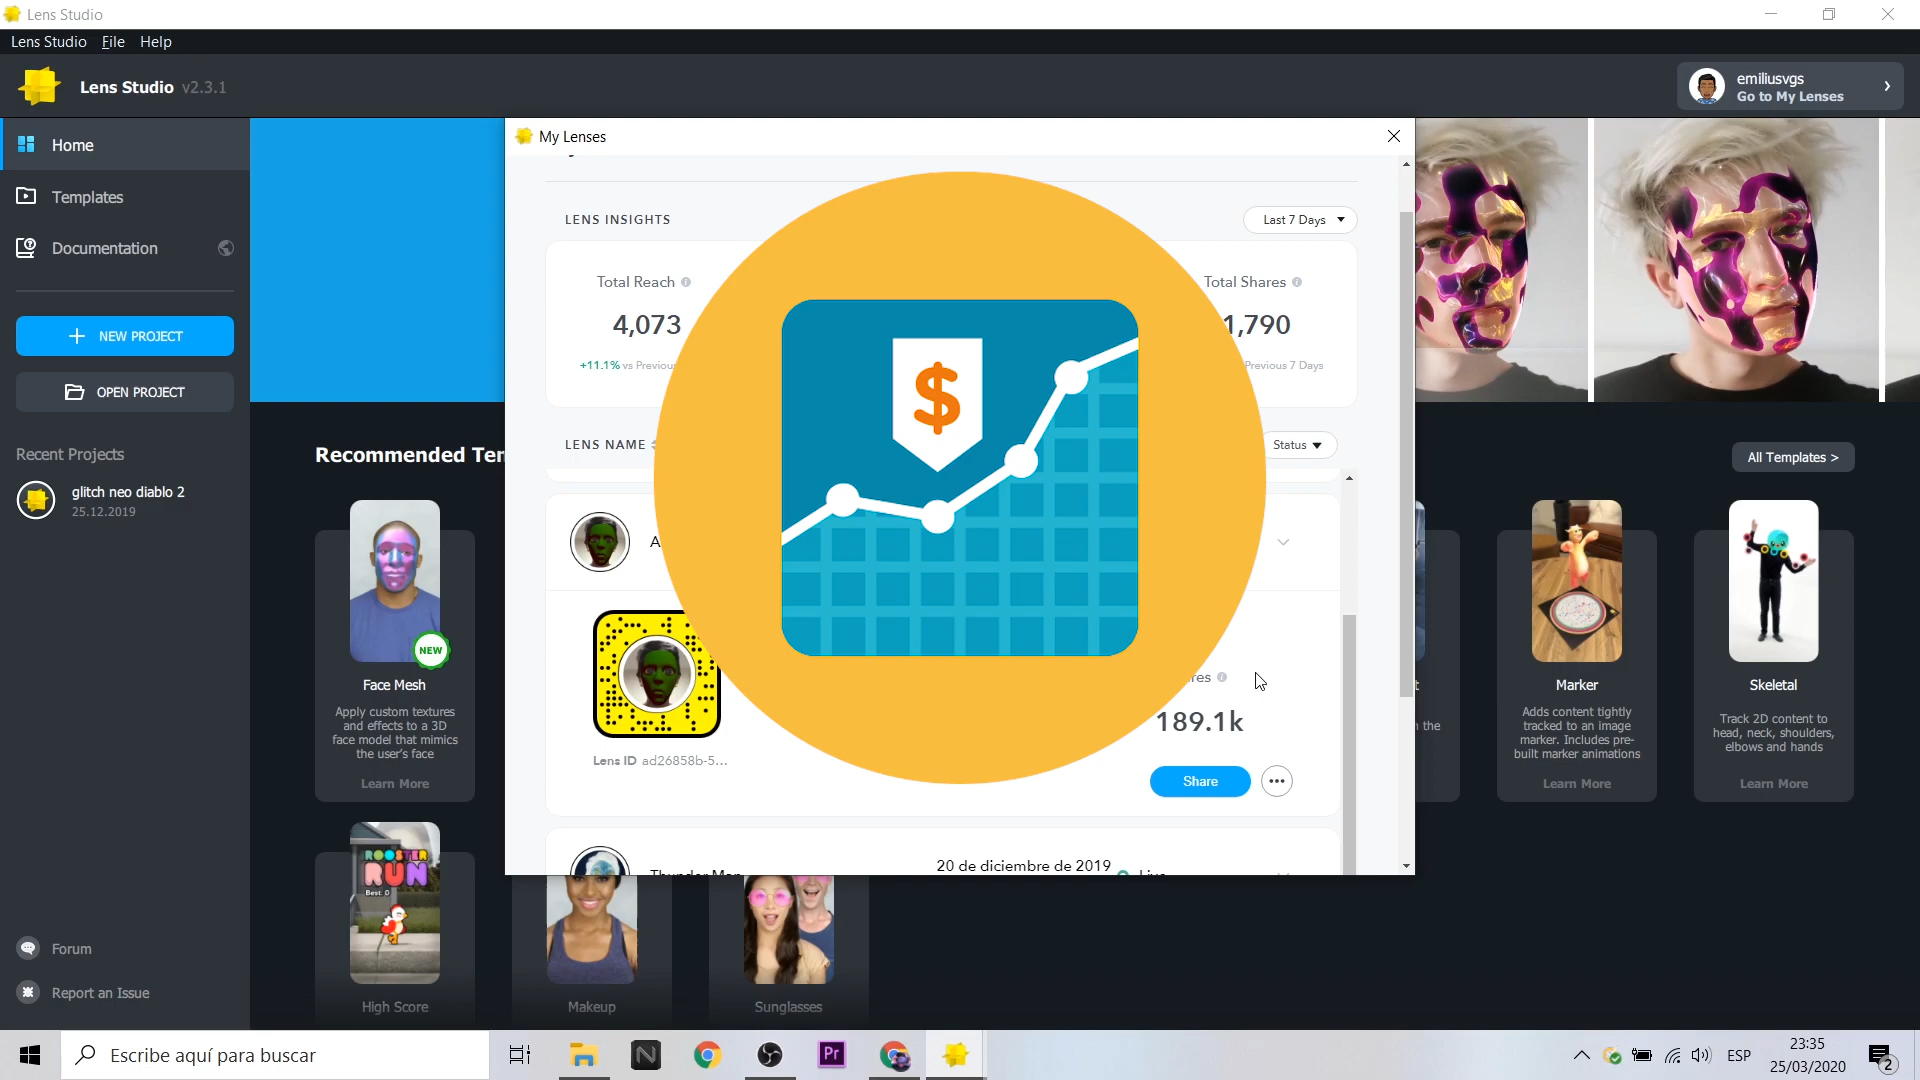 Lens Studio
Lens Studio File Help
Lens Studio v2.3.1
emiliusvgs
Go to My Lenses
Home
Templates
Documentation
NEW PROJECT
OPEN PROJECT
Recent Projects
glitch neo diablo 2
25.12.2019
Forum
Report an Issue
My Lenses
LENS INSIGHTS
Last 7 Days
Total Reach
4,073
+11.1% vs
Total Shares
1,790
Previous 7 Days
LENS NAME
Status
$
189.1k
Lens ID ad26858b-5...
Share
20 de diciembre de 2019
Recommended
All Templates >
NEW
Face Mesh
Apply custom textures
and effects to a 3D
face model that mimics
the user's face
Learn More
Marker
Adds content tightly
tracked to an image
marker. Includes pre-
built marker animations
Learn More
Skeletal
Track 2D content to
head, neck, shoulders,
elbows and hands
Learn More
ROOSTER
RUN
Best: 0
High Score
Makeup
Sunglasses
Escribe aquí para buscar
Pr
ESP
23:35
25/03/2020
2